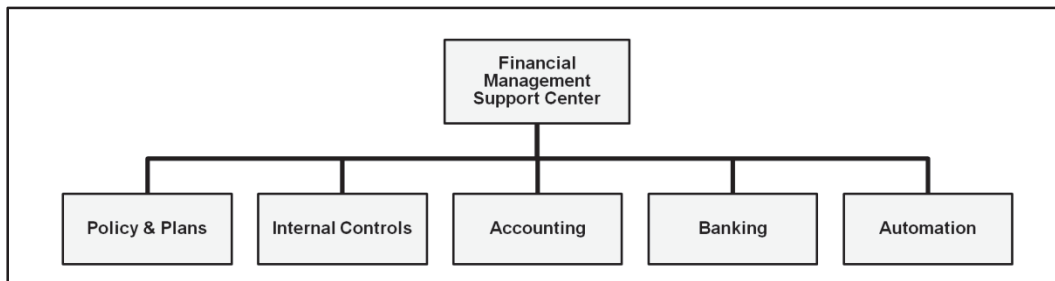 Financial
Management
Support Center
Policy & Plans
Internal Controls
Accounting
Banking
Automation